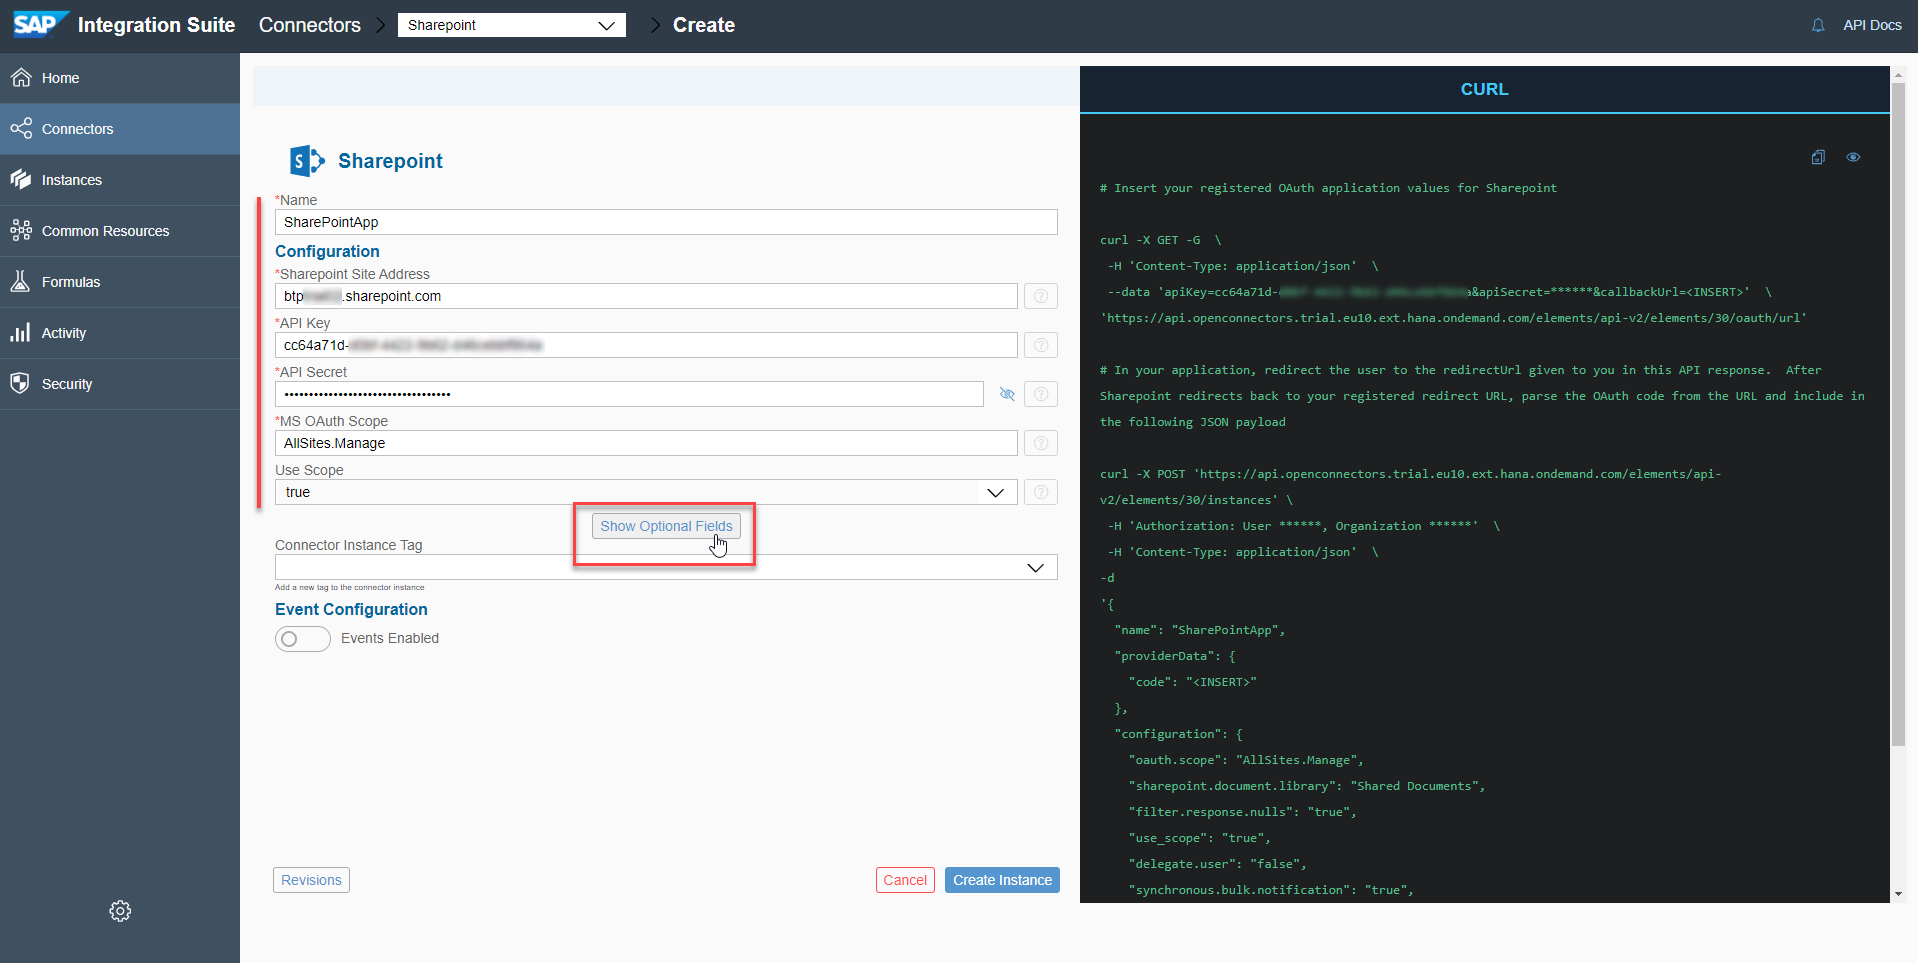 SAP Integration Suite Connectors Sharepoint Create API Docs
Home
Connectors
Instances
Common Resources
Formulas
Activity
Security
Sharepoint
*Name
SharePointApp
Configuration
*Sharepoint Site Address
btp .sharepoint.com
*API Key
cc64a71d-
*API Secret
•••••••••••••••••••••••••••••••••
*MS OAuth Scope
AllSites.Manage
Use Scope
true
Show Optional Fields
Connector Instance Tag
Add a new tag to the connector instance
Event Configuration
Events Enabled
Revisions
Cancel
Create Instance
CURL
# Insert your registered OAuth application values for Sharepoint
curl -X GET -G \
-H 'Content-Type: application/json' \
--data 'apiKey=cc64a71d- &apiSecret=******&callbackUrl=<INSERT>' \
'https://api.openconnectors.trial.eu10.ext.hana.ondemand.com/elements/api-v2/elements/30/oauth/url'
# In your application, redirect the user to the redirectUrl given to you in this API response. After
Sharepoint redirects back to your registered redirect URL, parse the OAuth code from the URL and include in
the following JSON payload
curl -X POST 'https://api.openconnectors.trial.eu10.ext.hana.ondemand.com/elements/api-
v2/elements/30/instances' \
-H 'Authorization: User ******, Organization ******' \
-H 'Content-Type: application/json' \
-d
'{
"name": "SharePointApp",
"providerData": {
"code": "<INSERT>"
},
"configuration": {
"oauth.scope": "AllSites.Manage",
"sharepoint.document.library": "Shared Documents",
"filter.response.nulls": "true",
"use_scope": "true",
"delegate.user": "false",
"synchronous.bulk.notification": "true",